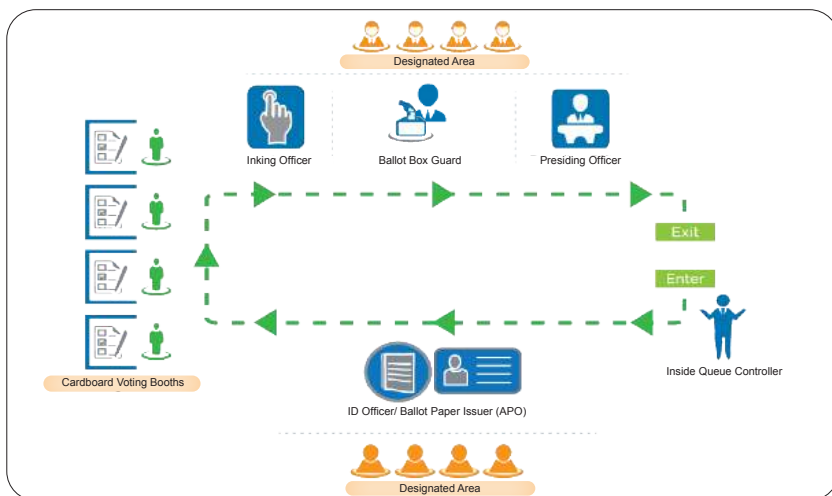 Designated Area
Inking Officer
Ballot Box Guard
Presiding Officer
Exit
Enter
Inside Queue Controller
Cardboard Voting Booths
ID Officer/ Ballot Paper Issuer (APO)
Designated Area